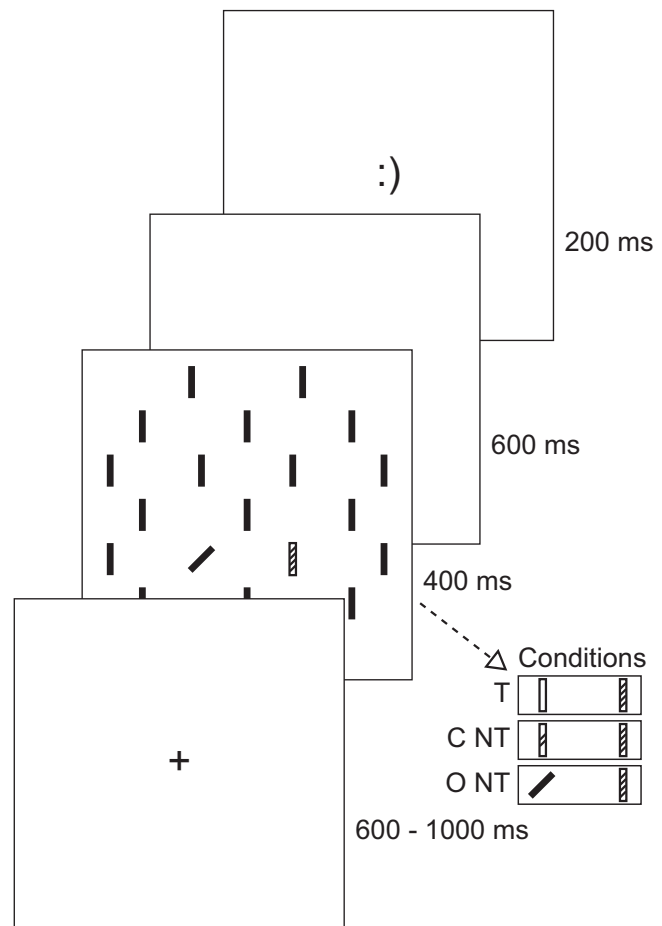 :)
200 ms
600 ms
400 ms
Conditions
T
C NT
O NT
+
600 - 1000 ms